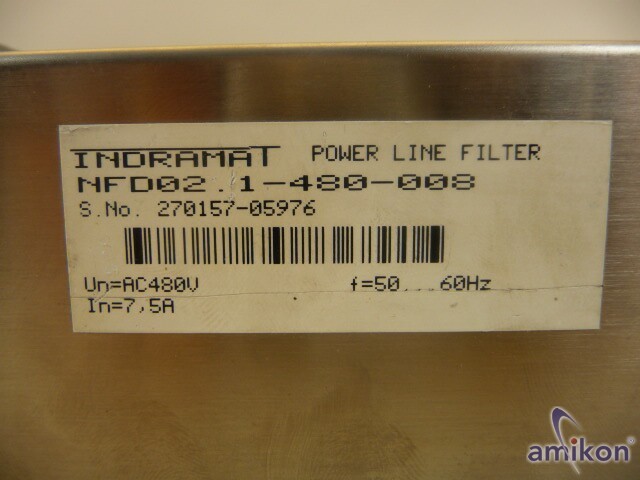 INDRAMAT POWER LINE FILTER
NFD02.1-480-008
S.No. 270157-05976
Un=AC480V f=50...60Hz
In=7,5A
amikon®